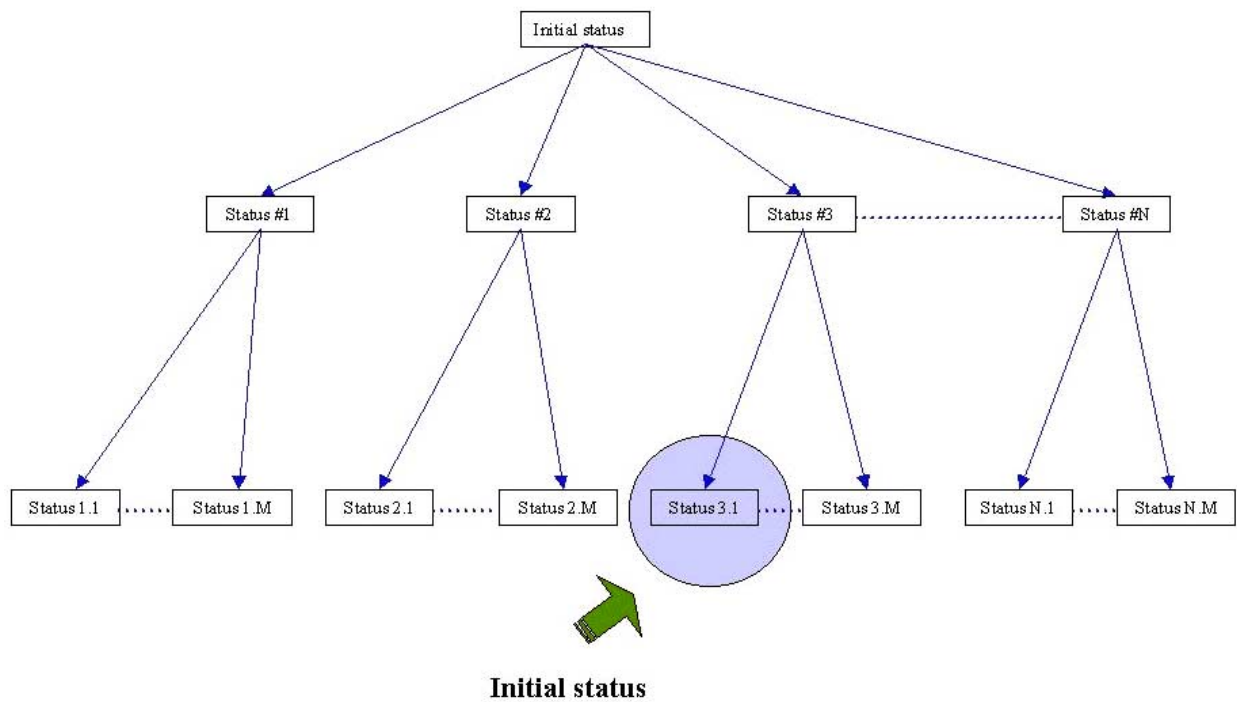 Initial status
Status #1
Status #2
Status #3
Status #N
Status 1.1
Status 1.M
Status 2.1
Status 2.M
Status 3.1
Status 3.M
Status N.1
Status N.M
Initial status